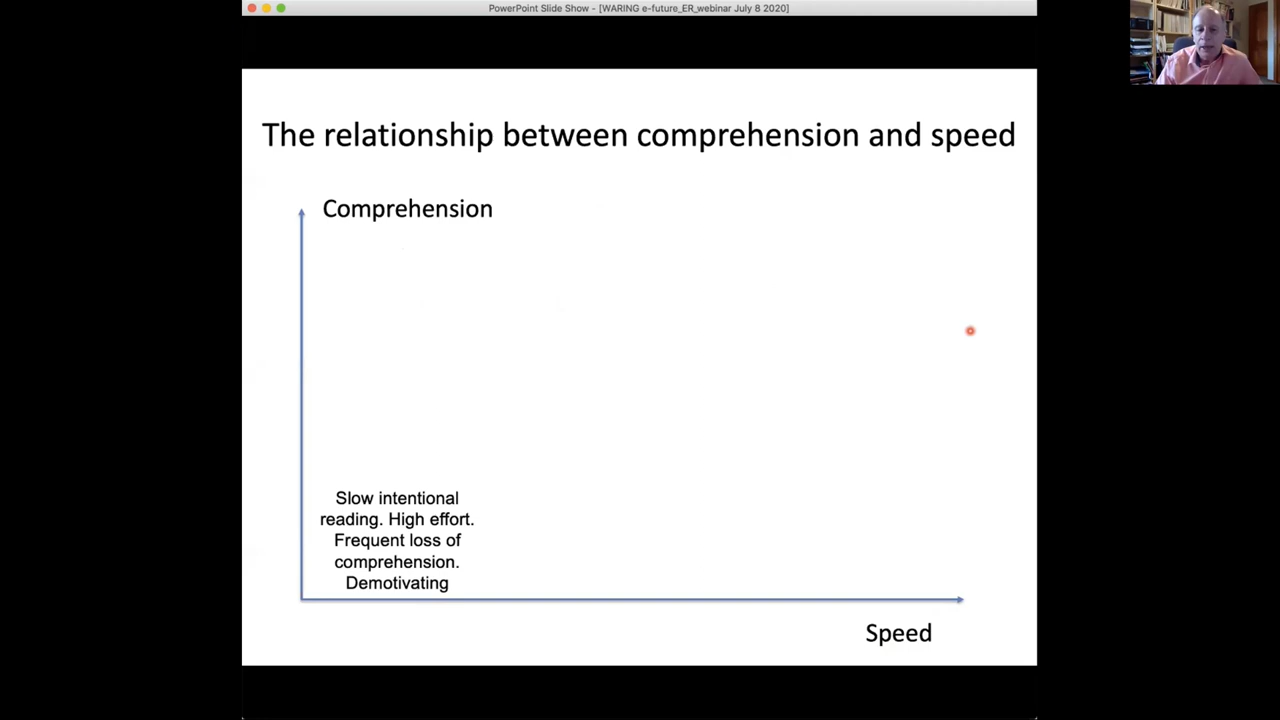 PowerPoint Slide Show - [WARING e-future_ER_webinar July 8 2020]
The relationship between comprehension and speed
Comprehension
Slow intentional
reading. High effort.
Frequent loss of
comprehension.
Demotivating
Speed